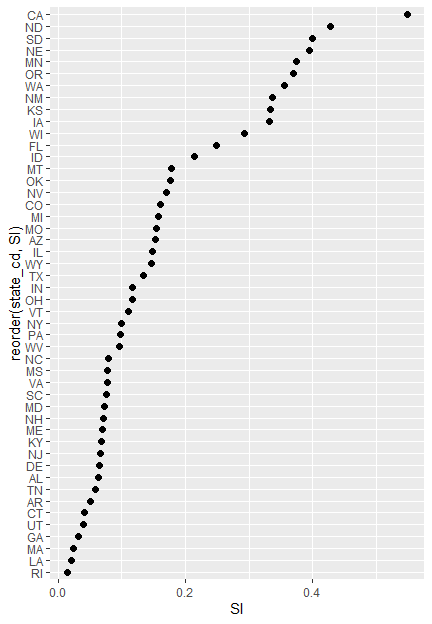 CA
ND
SD
NE
MN
OR
WA
NM
KS
IA
WI
FL
ID
MT
OK
NV
CO
MI
MO
AZ
IL
WY
TX
IN
OH
VT
NY
PA
WV
NC
MS
VA
SC
MD
NH
ME
KY
NJ
DE
AL
TN
AR
CT
UT
GA
MA
LA
RI
reorder(state_cd, SI)
0.0 0.2 0.4
SI